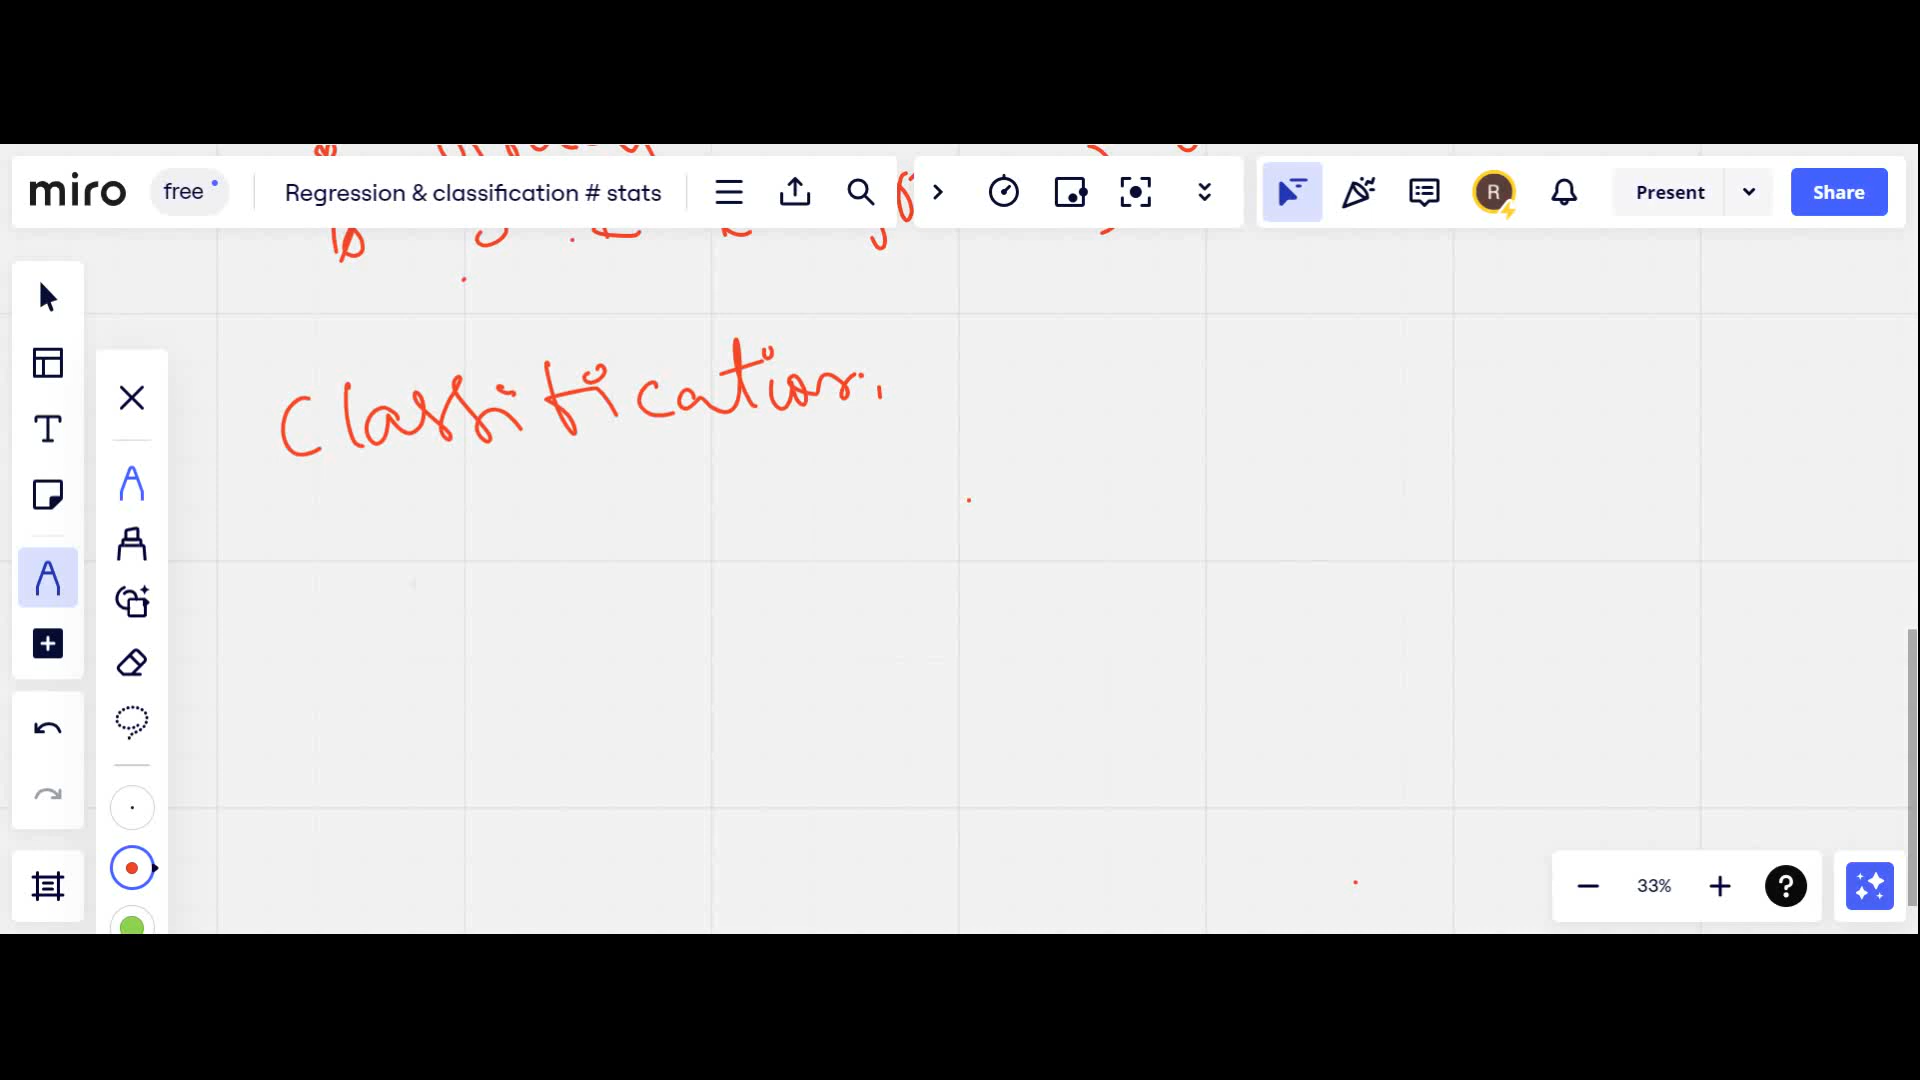 miro free Regression & classification # stats Present Share
Classification.
33%